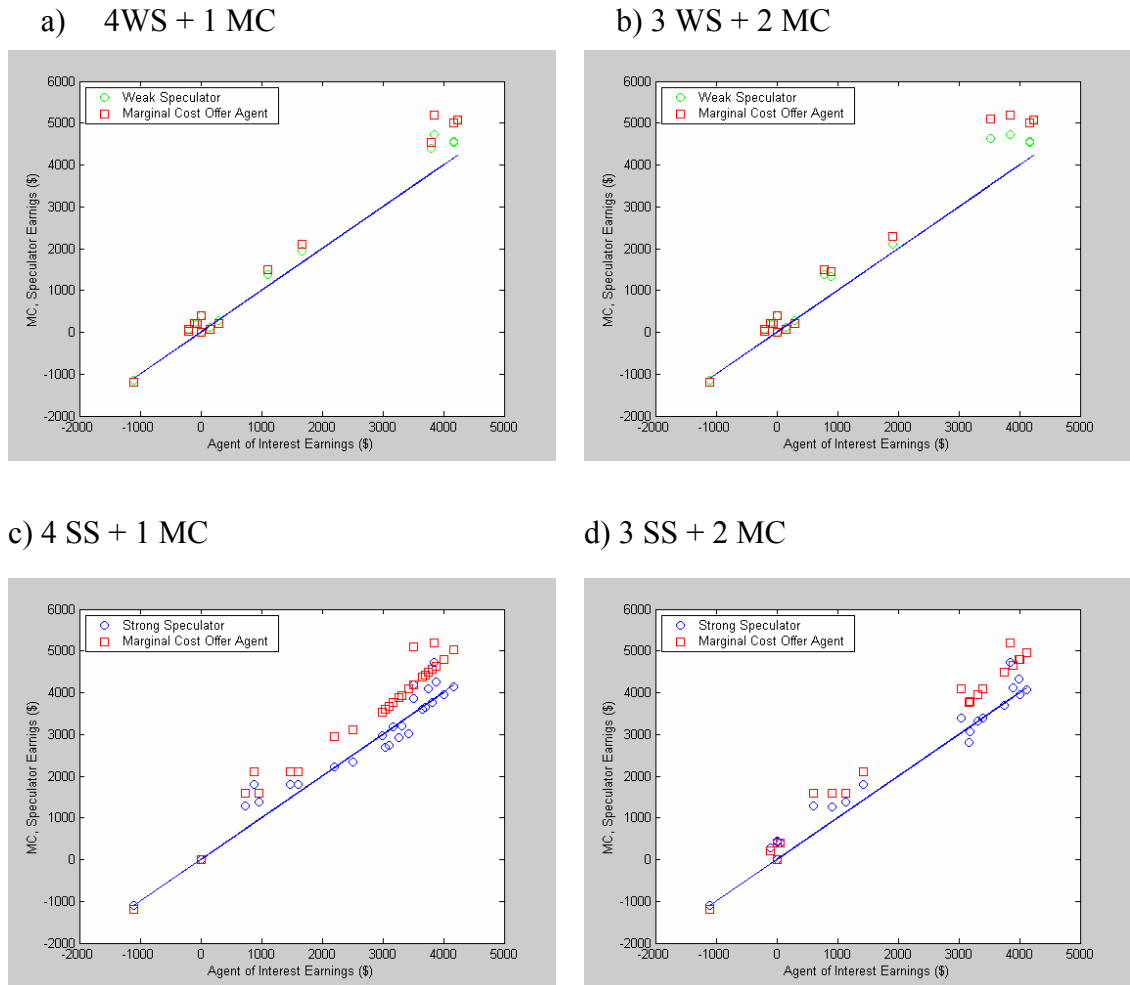 a) 4WS + 1 MC
b) 3 WS + 2 MC
6000
5000
4000
3000
2000
1000
0
-1000
-2000
MC, Speculator Earnigs ($)
Weak Speculator
Marginal Cost Offer Agent
-2000 -1000 0 1000 2000 3000 4000 5000
Agent of Interest Earnings ($)
6000
5000
4000
3000
2000
1000
0
-1000
-2000
MC, Speculator Earnigs ($)
Weak Speculator
Marginal Cost Offer Agent
-2000 -1000 0 1000 2000 3000 4000 5000
Agent of Interest Earnings ($)
c) 4 SS + 1 MC
d) 3 SS + 2 MC
6000
5000
4000
3000
2000
1000
0
-1000
-2000
MC, Speculator Earnigs ($)
Strong Speculator
Marginal Cost Offer Agent
-2000 -1000 0 1000 2000 3000 4000 5000
Agent of Interest Earnings ($)
6000
5000
4000
3000
2000
1000
0
-1000
-2000
MC, Speculator Earnigs ($)
Strong Speculator
Marginal Cost Offer Agent
-2000 -1000 0 1000 2000 3000 4000 5000
Agent of Interest Earnings ($)